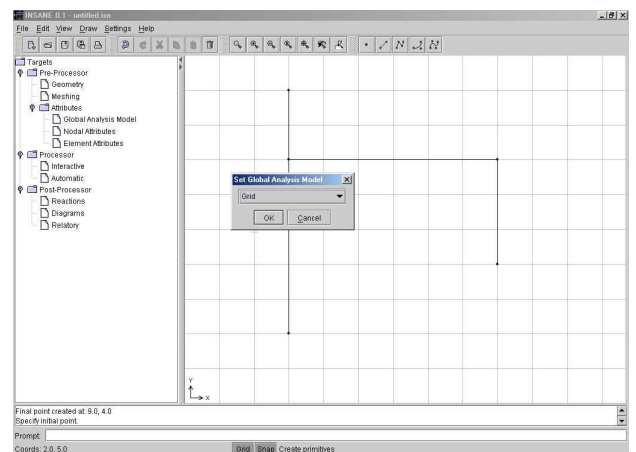 INSANE 0.1 - untitled.isn
File Edit View Draw Settings Help
Targets
Pre-Processor
Geometry
Meshing
Attributes
Global Analysis Model
Nodal Attributes
Element Attributes
Processor
Interactive
Automatic
Post-Processor
Reactions
Diagrams
Relatory
Set Global Analysis Model
Grid
OK Cancel
Y
X
Final point created at: 9.0, 4.0
Specify initial point.
Prompt
Coords: 2.0, 5.0 Grid Snap Create primitives